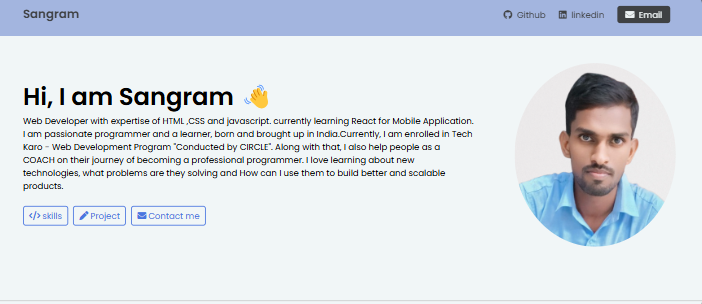 Sangram
Github
linkedin
Email
Hi, I am Sangram
Web Developer with expertise of HTML ,CSS and javascript. currently learning React for Mobile Application.
I am passionate programmer and a learner, born and brought up in India.Currently, I am enrolled in Tech
Karo - Web Development Program "Conducted by CIRCLE". Along with that, I also help people as a
COACH on their journey of becoming a professional programmer. I love learning about new
technologies, what problems are they solving and How can I use them to build better and scalable
products.
skills
Project
Contact me